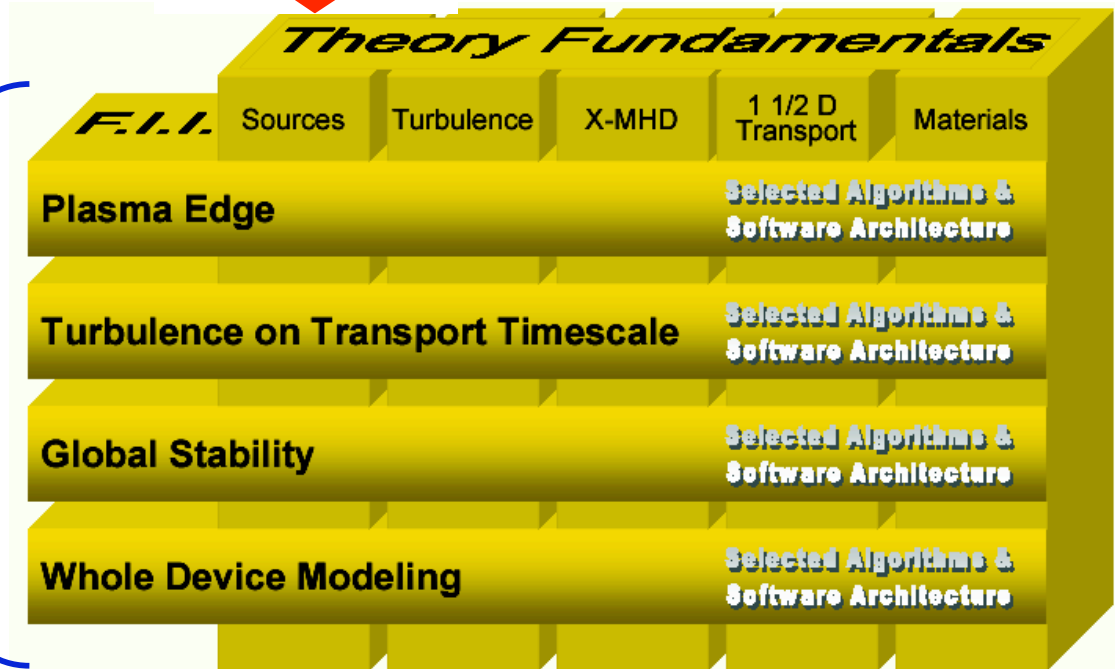 Theory Fundamentals
F.I.I.
Sources
Turbulence
X-MHD
1 1/2 D
Transport
Materials
Plasma Edge
Selected Algorithms &
Software Architecture
Turbulence on Transport Timescale
Selected Algorithms &
Software Architecture
Global Stability
Selected Algorithms &
Software Architecture
Whole Device Modeling
Selected Algorithms &
Software Architecture